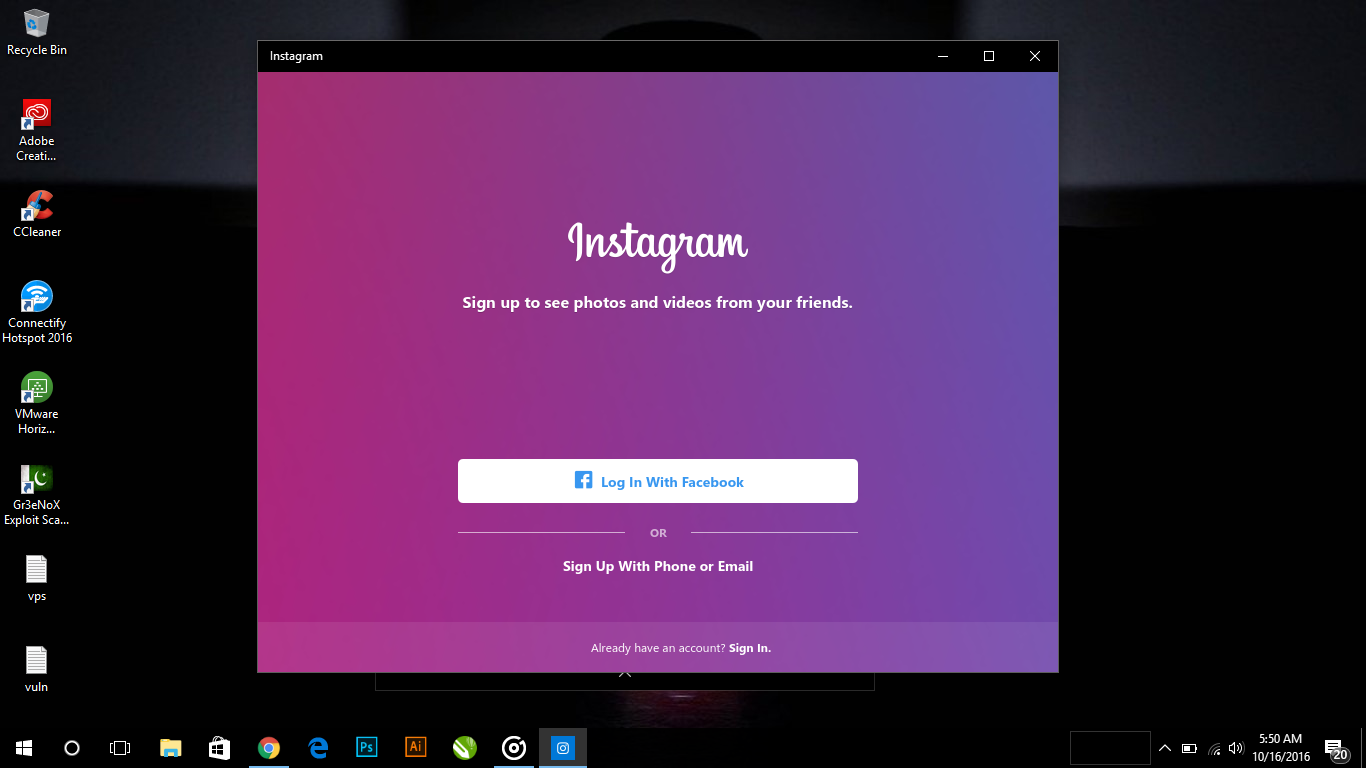 Recycle Bin
Adobe
Creati...
CCleaner
Connectify
Hotspot 2016
VMware
Horiz...
Gr3eNoX
Exploit Sca...
vps
vuln
Instagram
Instagram
Sign up to see photos and videos from your friends.
Log In With Facebook
OR
Sign Up With Phone or Email
Already have an account? Sign In.
Ps
Ai
5:50 AM
10/16/2016
20